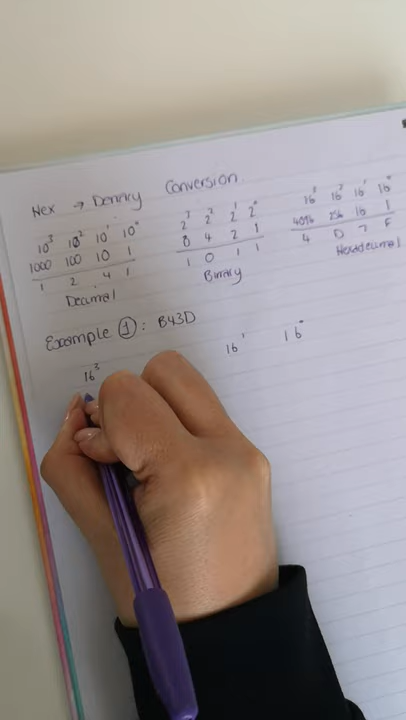 Hex → Denary Conversion
10³ 10² 10¹ 10⁰
1000 100 10 1
1 2 4 1
Decimal
2³ 2² 2¹ 2⁰
8 4 2 1
1 0 1 1
Binary
16³ 16² 16¹ 16⁰
4096 256 16 1
4 D 7 F
Hexadecimal
Example ①: B43D
16³ 16¹ 16⁰